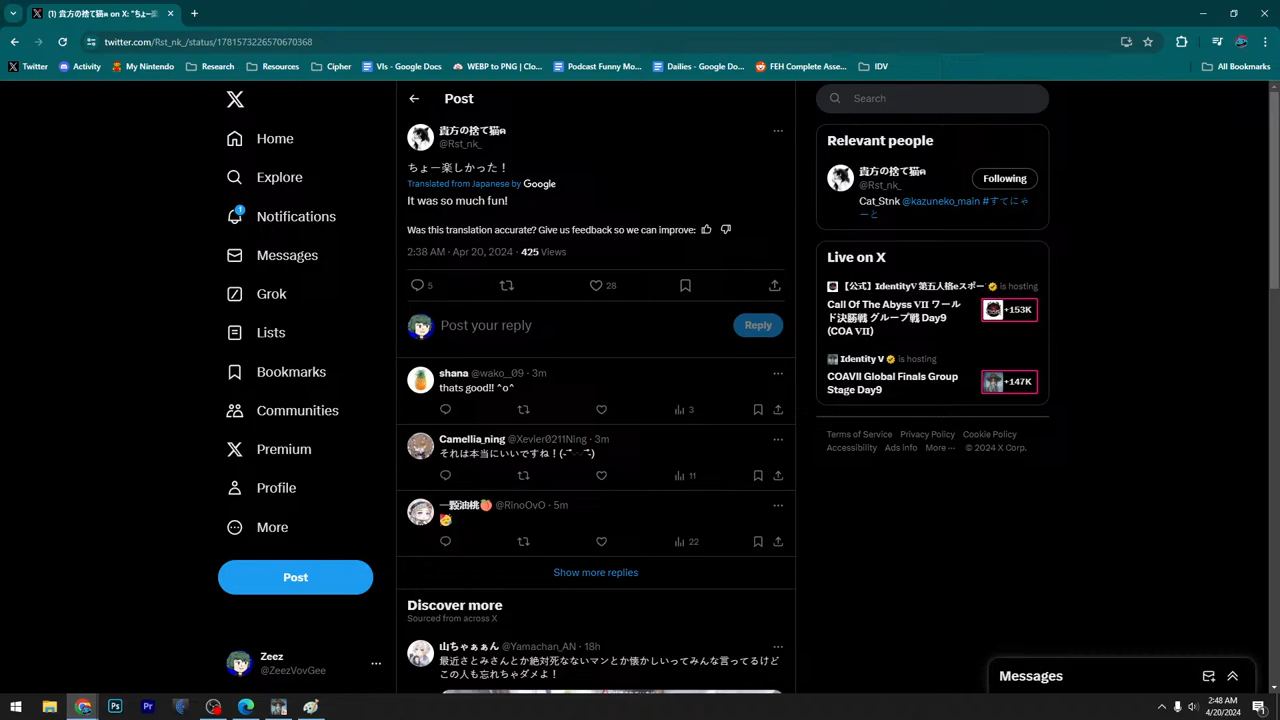 (1) 貴方の捨て猫ฅ on X: "ちょー楽
twitter.com/Rst_nk_/status/1781573226570670368
Twitter
Activity
My Nintendo
Research
Resources
Cipher
VIs - Google Docs
WEBP to PNG | Clo...
Podcast Funny Mo...
Dailies - Google Do...
FEH Complete Asse...
IDV
All Bookmarks
Home
Explore
1
Notifications
Messages
Grok
Lists
Bookmarks
Communities
Premium
Profile
More
Post
Zeez
@ZeezVovGee
Post
貴方の捨て猫ฅ
@Rst_nk_
ちょー楽しかった！
Translated from Japanese by Google
It was so much fun!
Was this translation accurate? Give us feedback so we can improve:
2:38 AM · Apr 20, 2024 · 425 Views
5
28
Post your reply
Reply
shana @wako__09 · 3m
thats good!! ^o^
3
Camellia_ning @Xevier0211NIng · 3m
それは本当にいいですね！
11
一颗油桃🍑 @RinoOvO · 5m
🥳
22
Show more replies
Discover more
Sourced from across X
山ちゃぁぁん @Yamachan_AN · 18h
最近さとみさんとか絶対死なないマンとか懐かしいってみんな言ってるけど
この人も忘れちゃダメよ！
Search
Relevant people
貴方の捨て猫ฅ
@Rst_nk_
Following
Cat_Stnk @kazuneko_main #すてにゃ
ーと
Live on X
【公式】IdentityⅤ 第五人格eスポー is hosting
Call Of The Abyss Ⅶ ワール
ド決勝戦 グループ戦 Day9
(COA Ⅶ)
+153K
Identity V is hosting
COAVII Global Finals Group
Stage Day9
+147K
Terms of Service Privacy Policy Cookie Policy
Accessibility Ads info More ··· © 2024 X Corp.
Messages
2:48 AM
4/20/2024
1